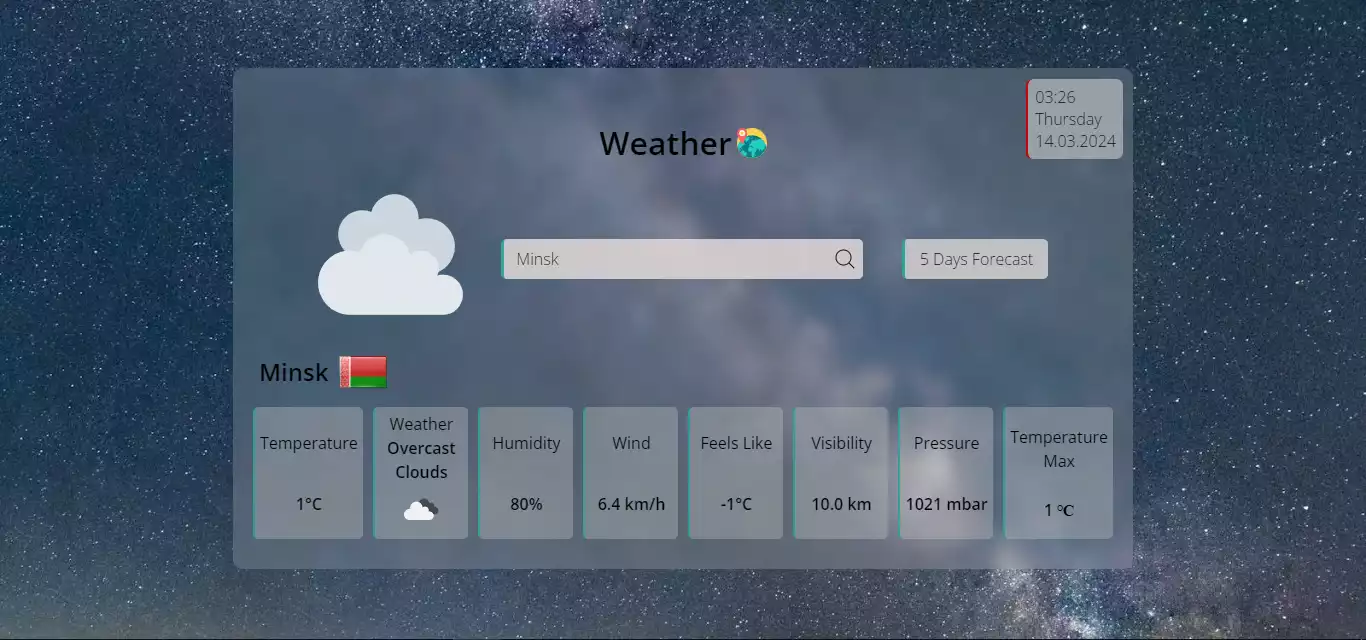 03:26
Thursday
14.03.2024
Weather
Minsk
5 Days Forecast
Minsk
Temperature
1°C
Weather
Overcast
Clouds
Humidity
80%
Wind
6.4 km/h
Feels Like
-1°C
Visibility
10.0 km
Pressure
1021 mbar
Temperature
Max
1 ℃